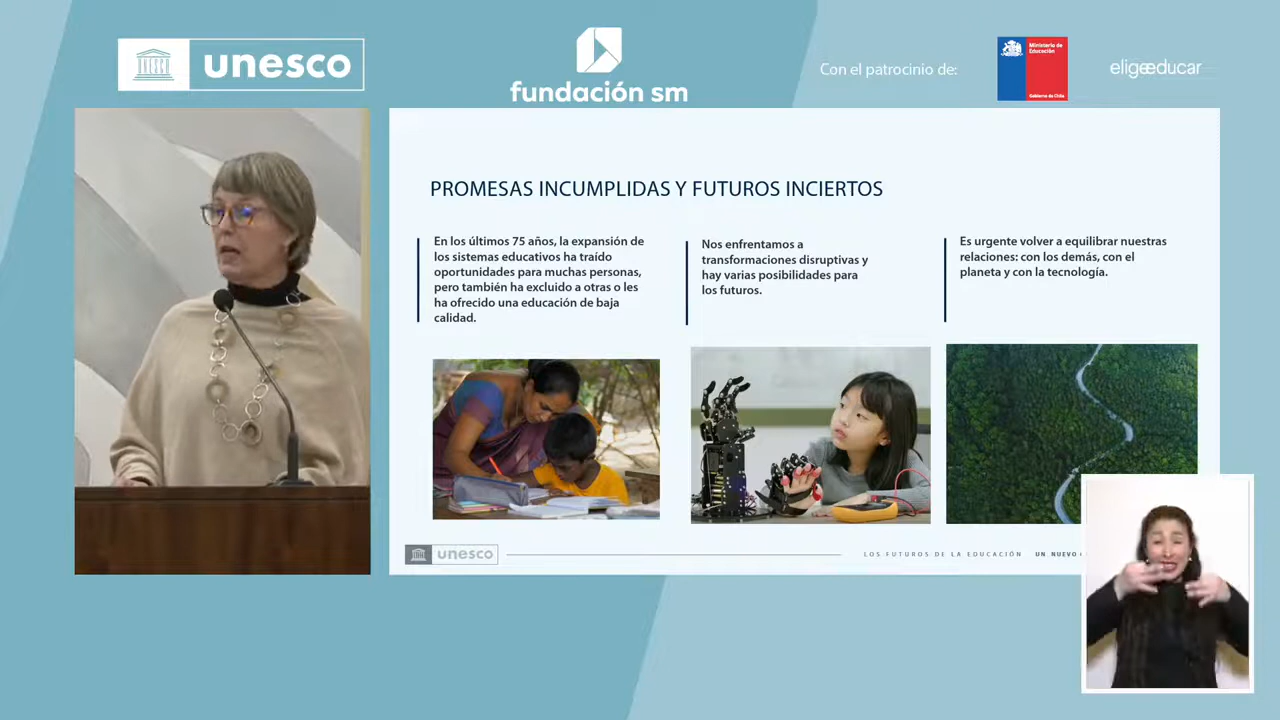 UNESCO
unesco
fundación sm
Con el patrocinio de:
Ministerio de
Educación
Gobierno de Chile
eligeeducar
PROMESAS INCUMPLIDAS Y FUTUROS INCIERTOS
En los últimos 75 años, la expansión de
los sistemas educativos ha traído
oportunidades para muchas personas,
pero también ha excluido a otras o les
ha ofrecido una educación de baja
calidad.
Nos enfrentamos a
transformaciones disruptivas y
hay varias posibilidades para
los futuros.
Es urgente volver a equilibrar nuestras
relaciones: con los demás, con el
planeta y con la tecnología.
unesco
LOS FUTUROS DE LA EDUCACIÓN UN NUEVO